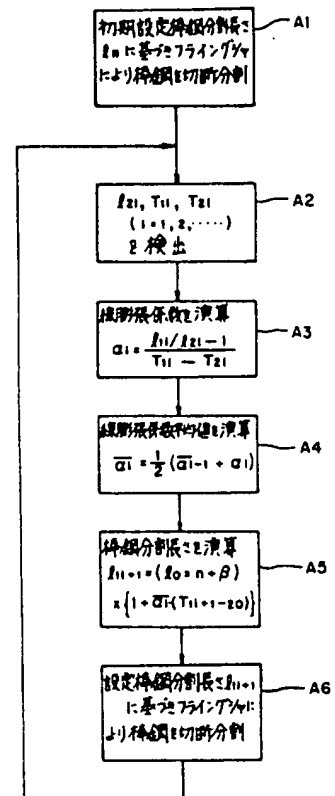 初期設定棒鋼分割長さ
ℓ11に基づきフライングシャ
により棒鋼を切断分割
A1
ℓ2i, T1i, T2i
(i=1,2,·····)
を検出
A2
線膨張係数を演算
αi = (ℓ1i/ℓ2i-1)/(T1i - T2i)
A3
線膨張係数平均値を演算
αi = 1/2 (αi-1 + αi)
A4
棒鋼分割長さを演算
ℓ1i+1=(ℓ0×n+β)
×{1+αi·(T1i+1-20)}
A5
設定棒鋼分割長さℓ1i+1
に基づきフライングシャに
より棒鋼を切断分割
A6